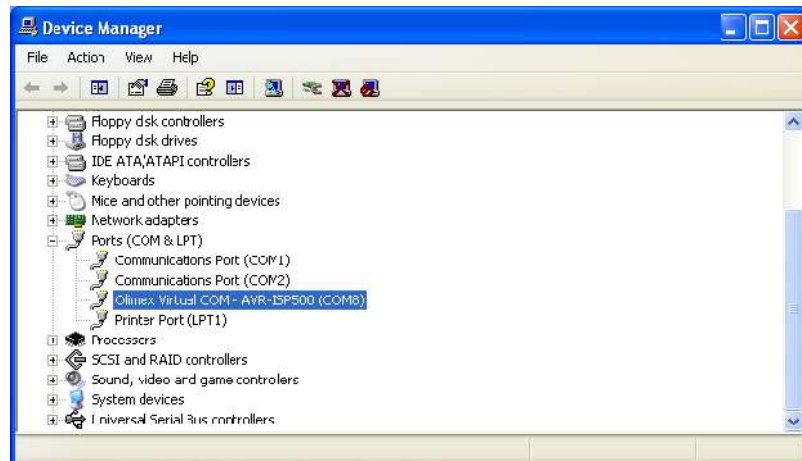 Device Manager
File Action View Help
Floppy disk controllers
Floppy disk drives
IDE ATA/ATAPI controllers
Keyboards
Mice and other pointing devices
Network adapters
Ports (COM & LPT)
Communications Port (COM1)
Communications Port (COM2)
Olimex Virtual COM - AVR-ISP500 (COM8)
Printer Port (LPT1)
Processors
SCSI and RAID controllers
Sound, video and game controllers
System devices
Universal Serial Bus controllers